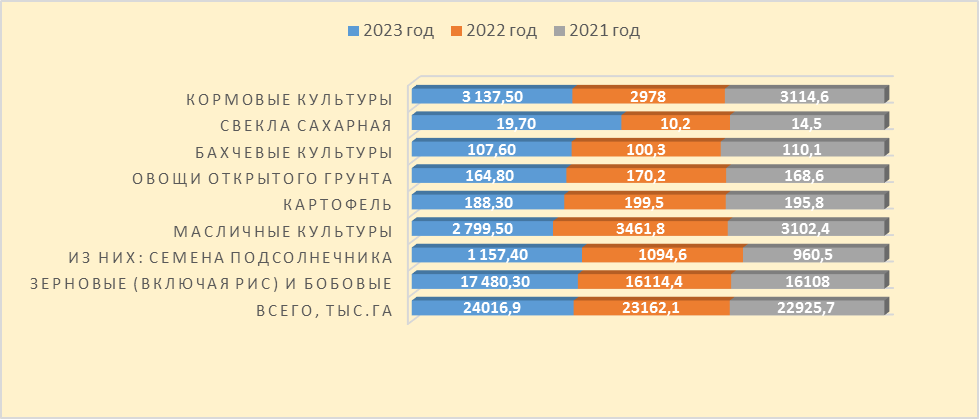 2023 год 2022 год 2021 год
КОРМОВЫЕ КУЛЬТУРЫ 3 137,50 2978 3114,6
СВЕКЛА САХАРНАЯ 19,70 10,2 14,5
БАХЧЕВЫЕ КУЛЬТУРЫ 107,60 100,3 110,1
ОВОЩИ ОТКРЫТОГО ГРУНТА 164,80 170,2 168,6
КАРТОФЕЛЬ 188,30 199,5 195,8
МАСЛИЧНЫЕ КУЛЬТУРЫ 2 799,50 3461,8 3102,4
ИЗ НИХ: СЕМЕНА ПОДСОЛНЕЧНИКА 1 157,40 1094,6 960,5
ЗЕРНОВЫЕ (ВКЛЮЧАЯ РИС) И БОБОВЫЕ 17 480,30 16114,4 16108
ВСЕГО, ТЫС.ГА 24016,9 23162,1 22925,7